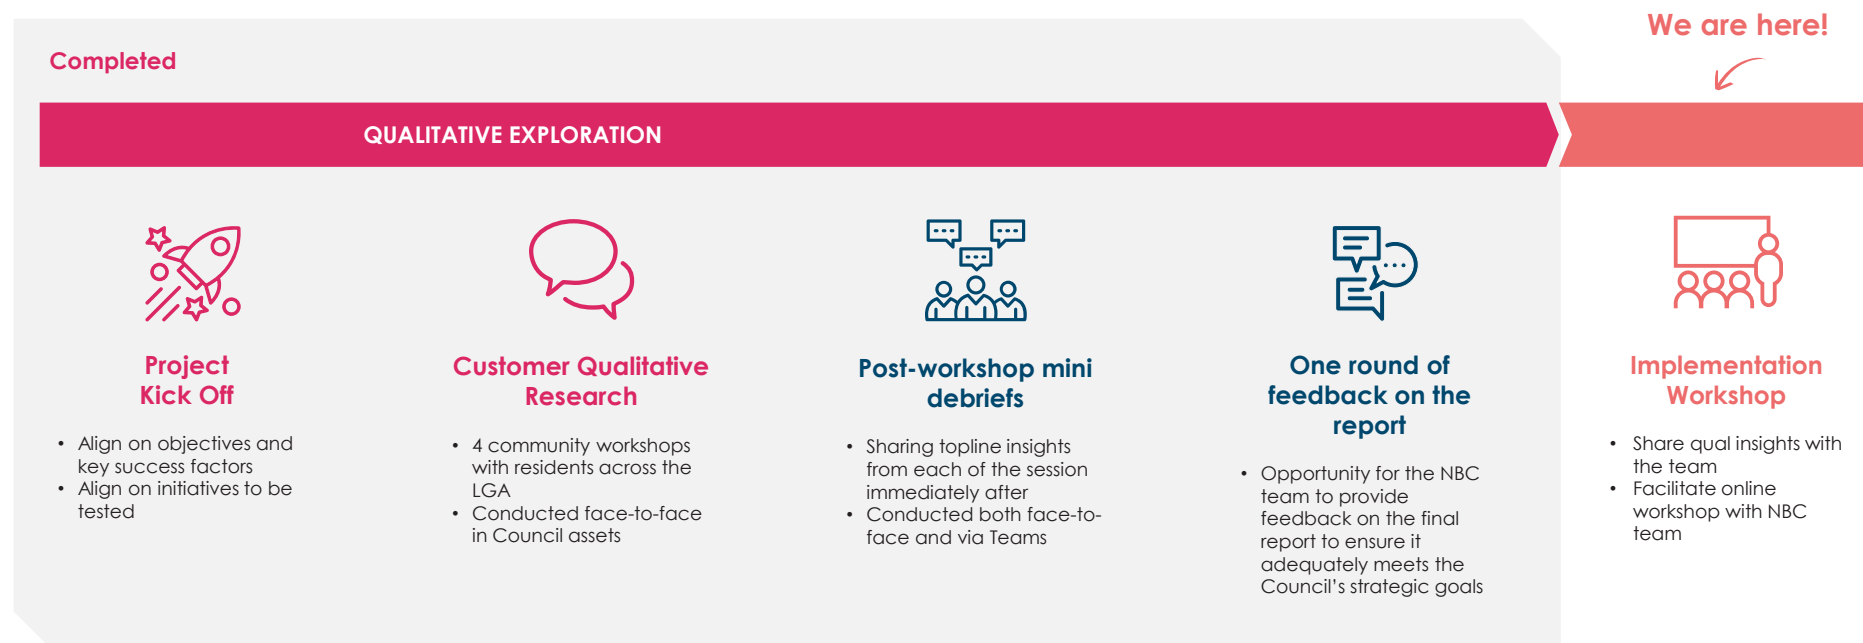 We are here!
Completed
QUALITATIVE EXPLORATION
Project
Kick Off
• Align on objectives and
key success factors
• Align on initiatives to be
tested
Customer Qualitative
Research
• 4 community workshops
with residents across the
LGA
• Conducted face-to-face
in Council assets
Post-workshop mini
debriefs
• Sharing topline insights
from each of the session
immediately after
• Conducted both face-to-
face and via Teams
One round of
feedback on the
report
• Opportunity for the NBC
team to provide
feedback on the final
report to ensure it
adequately meets the
Council's strategic goals
Implementation
Workshop
• Share qual insights with
the team
• Facilitate online
workshop with NBC
team